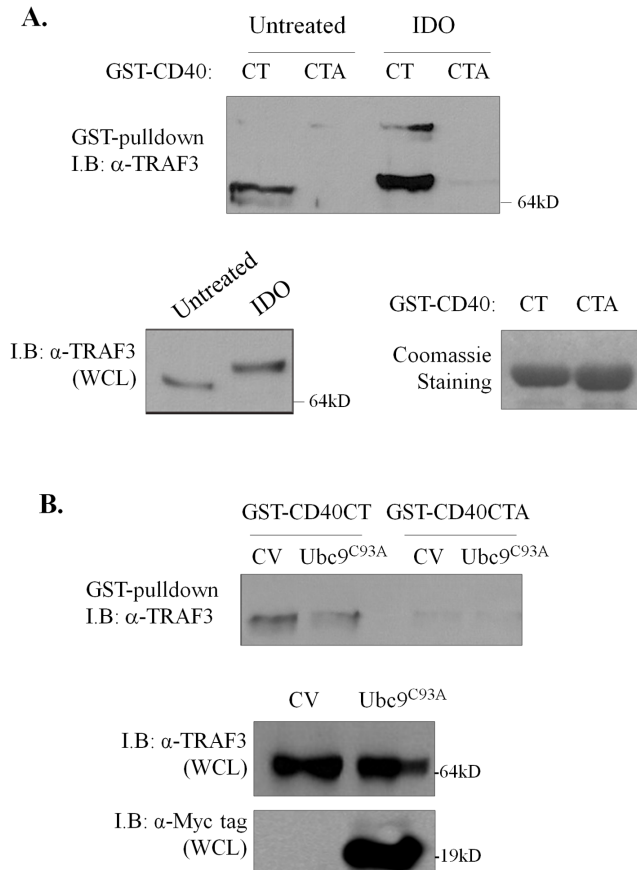 A.
Untreated IDO
GST-CD40: CT CTA CT CTA
GST-pulldown
I.B: α-TRAF3
64kD
Untreated IDO
I.B: α-TRAF3
(WCL)
64kD
GST-CD40: CT CTA
Coomassie
Staining
B.
GST-CD40CT GST-CD40CTA
CV Ubc9C93A CV Ubc9C93A
GST-pulldown
I.B: α-TRAF3
CV Ubc9C93A
I.B: α-TRAF3
(WCL)
-64kD
I.B: α-Myc tag
(WCL)
-19kD